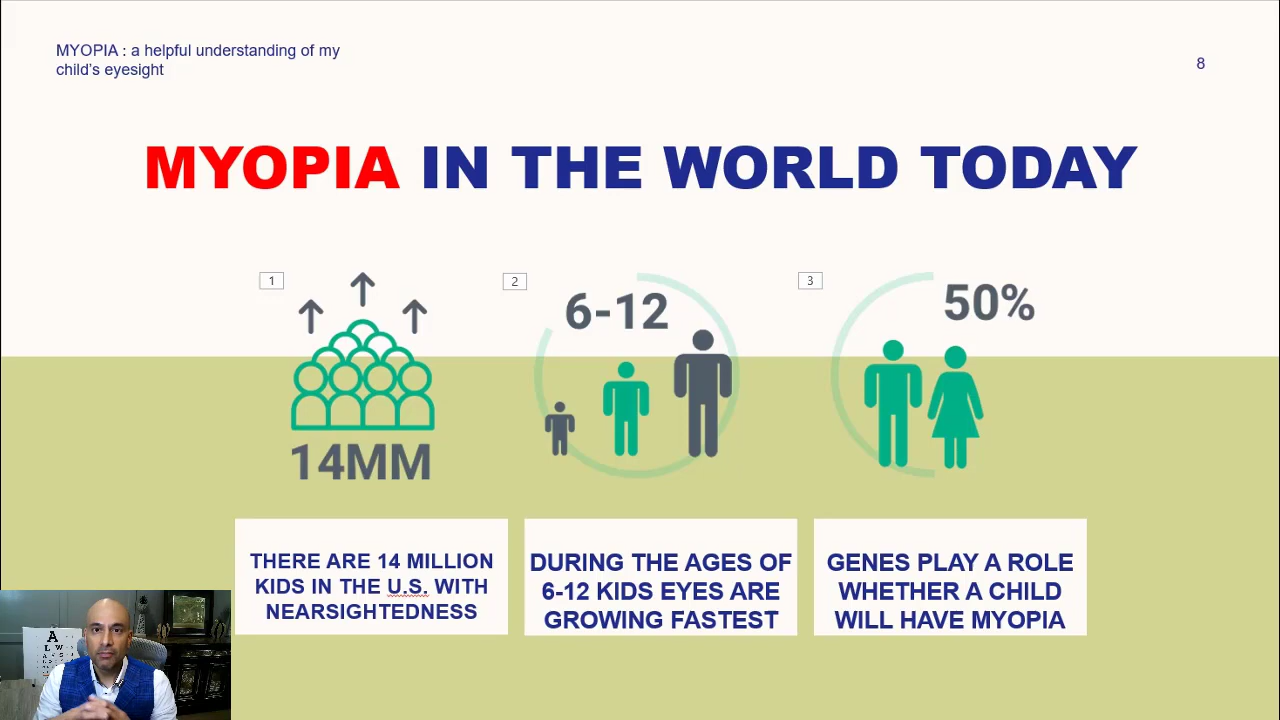 MYOPIA : a helpful understanding of my
child's eyesight
8
MYOPIA IN THE WORLD TODAY
1
14MM
THERE ARE 14 MILLION
KIDS IN THE U.S. WITH
NEARSIGHTEDNESS
2
6-12
DURING THE AGES OF
6-12 KIDS EYES ARE
GROWING FASTEST
3
50%
GENES PLAY A ROLE
WHETHER A CHILD
WILL HAVE MYOPIA
A